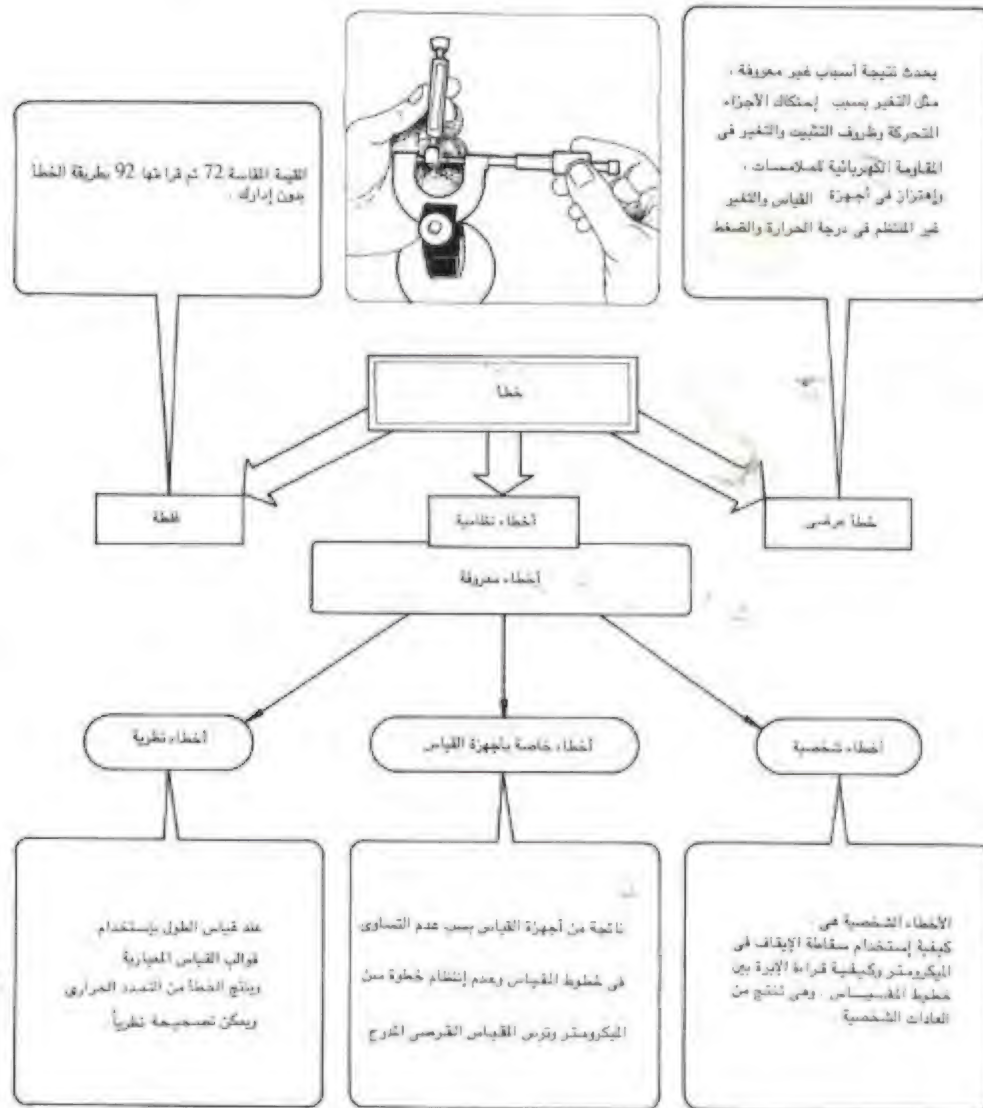 يحدث نتيجة أسباب غير معروفة ،
مثل التغير بسبب إحتكاك الأجزاء
المتحركة وظروف التثبيت والتغير فى
المقاومة الكهربائية للملامسات ،
وإهتزاز فى أجهزة القياس والتغير
غير المنتظم فى درجة الحرارة والضغط
القيمة المقاسة 72 تم قراءتها 92 بطريقة الخطأ
بدون إدارك .
خطأ
خطأ عرضى
أخطاء نظامية
غلطة
أخطاء معروفة
أخطاء شخصية
أخطاء خاصة بأجهزة القياس
أخطاء نظرية
الأخطاء الشخصية هى .
كيفية إستخدام سقاطة الإيقاف فى
الميكرومتر وكيفية قراءة الإبرة بين
خطوط المقياس . وهى تنتج من
العادات الشخصية
ناتجة من أجهزة القياس بسب عدم التساوى
فى خطوط القياس وعدم إنتظام خطوة سن
الميكرومتر وترس المقياس القرصى المدرج
عند قياس الطول بإستخدام
قوالب القياس المعيارية
وينتج الخطأ من التمدد الحرارى
ويمكن تصحيحة نظرياً